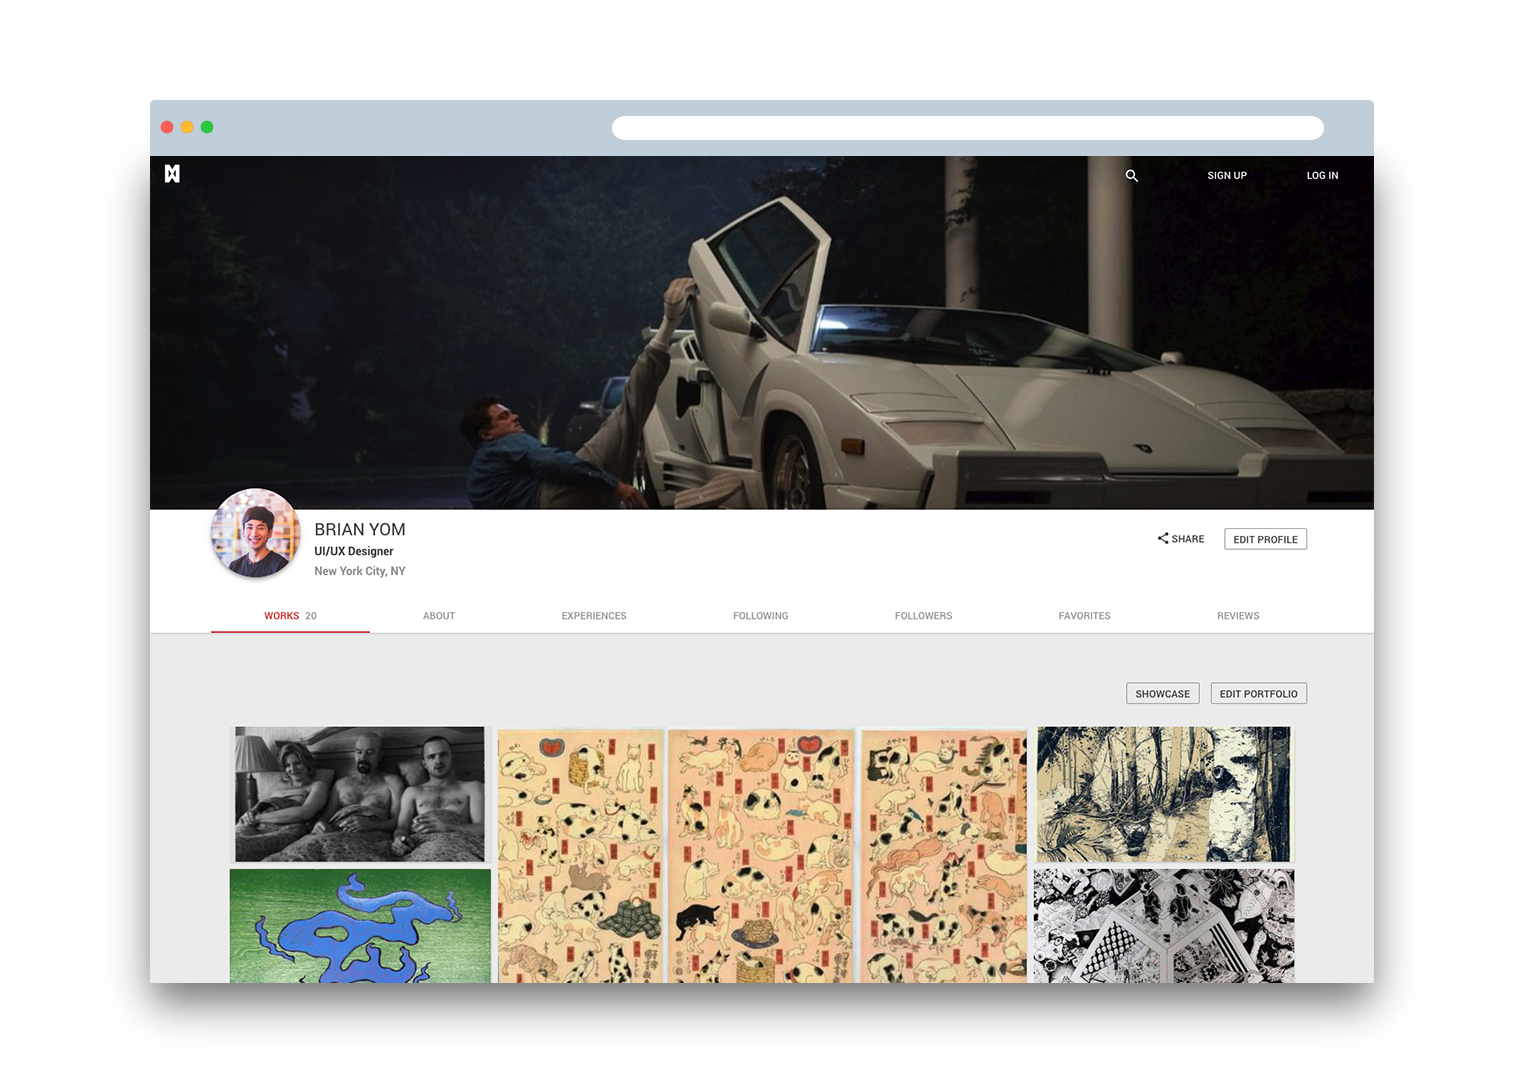 SIGN UP
LOG IN
BRIAN YOM
UI/UX Designer
New York City, NY
SHARE
EDIT PROFILE
WORKS 20
ABOUT
EXPERIENCES
FOLLOWING
FOLLOWERS
FAVORITES
REVIEWS
SHOWCASE
EDIT PORTFOLIO